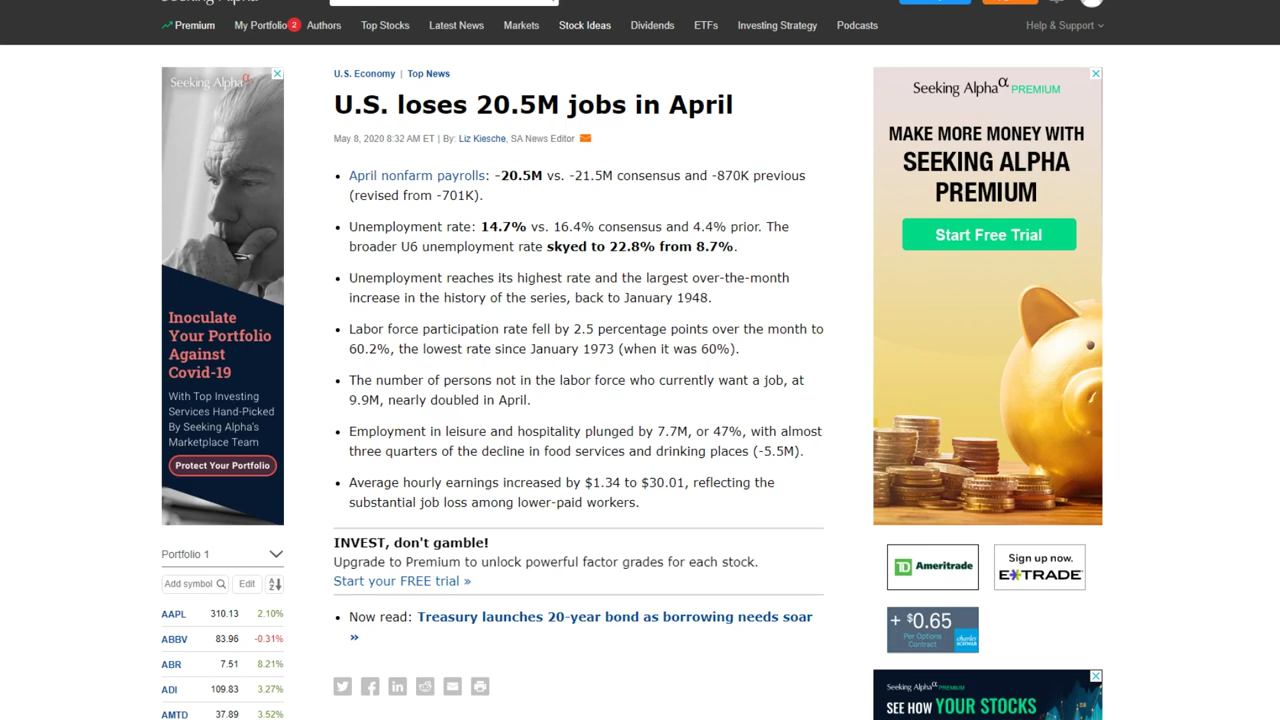 Seeking Alpha
Premium
My Portfolio 2
Authors
Top Stocks
Latest News
Markets
Stock Ideas
Dividends
ETFs
Investing Strategy
Podcasts
Help & Support
Seeking Alpha α
Inoculate
Your Portfolio
Against
Covid-19
With Top Investing
Services Hand-Picked
By Seeking Alpha's
Marketplace Team
Protect Your Portfolio
Portfolio 1
Add symbol
Edit
AAPL 310.13 2.10%
ABBV 83.96 -0.31%
ABR 7.51 8.21%
ADI 109.83 3.27%
AMTD 37.89 3.52%
U.S. Economy | Top News
U.S. loses 20.5M jobs in April
May 8, 2020 8:32 AM ET | By: Liz Kiesche, SA News Editor
• April nonfarm payrolls: -20.5M vs. -21.5M consensus and -870K previous
(revised from -701K).
• Unemployment rate: 14.7% vs. 16.4% consensus and 4.4% prior. The
broader U6 unemployment rate skyed to 22.8% from 8.7%.
• Unemployment reaches its highest rate and the largest over-the-month
increase in the history of the series, back to January 1948.
• Labor force participation rate fell by 2.5 percentage points over the month to
60.2%, the lowest rate since January 1973 (when it was 60%).
• The number of persons not in the labor force who currently want a job, at
9.9M, nearly doubled in April.
• Employment in leisure and hospitality plunged by 7.7M, or 47%, with almost
three quarters of the decline in food services and drinking places (-5.5M).
• Average hourly earnings increased by $1.34 to $30.01, reflecting the
substantial job loss among lower-paid workers.
INVEST, don't gamble!
Upgrade to Premium to unlock powerful factor grades for each stock.
Start your FREE trial »
• Now read: Treasury launches 20-year bond as borrowing needs soar
»
Seeking Alpha α PREMIUM
MAKE MORE MONEY WITH
SEEKING ALPHA
PREMIUM
Start Free Trial
TD Ameritrade
Sign up now.
E*TRADE
+ $0.65
Per Options
Contract
charles
SCHWAB
Seeking Alpha α PREMIUM
SEE HOW YOUR STOCKS